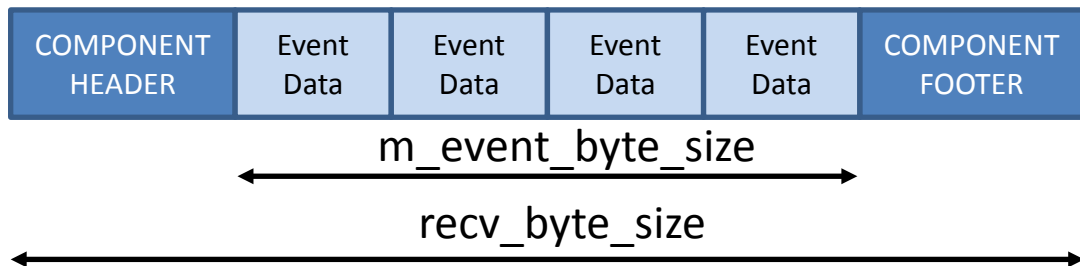 COMPONENT
HEADER
Event
Data
Event
Data
Event
Data
Event
Data
COMPONENT
FOOTER
m_event_byte_size
recv_byte_size